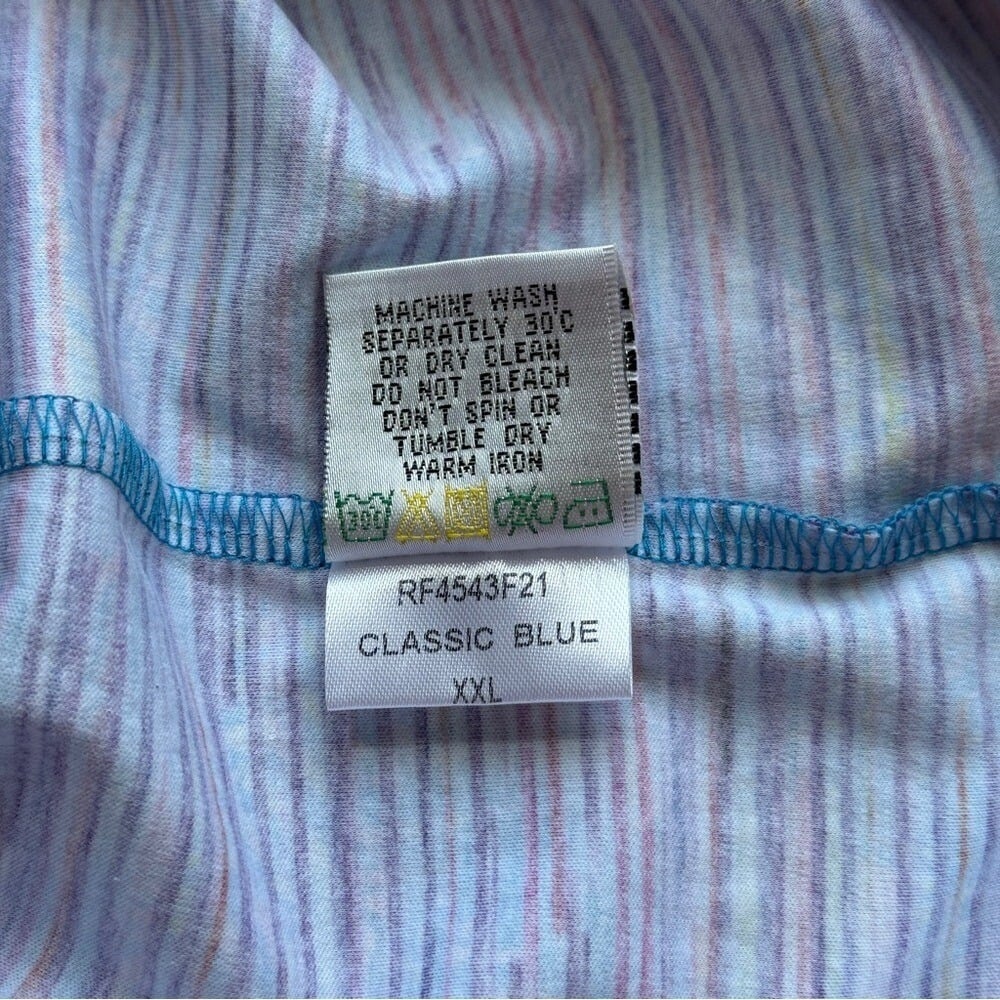 MACHINE WASH
SEPARATELY 30°C
OR DRY CLEAN
DO NOT BLEACH
DON'T SPIN OR
TUMBLE DRY
WARM IRON
30
RF4543F21
CLASSIC BLUE
XXL